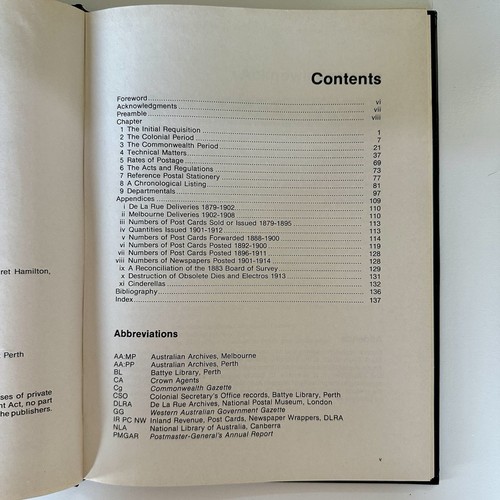 ret Hamilton,
Perth
ses of private
nt Act, no part
he publishers.
Contents
Foreword vi
Acknowledgments vii
Preamble viii
Chapter
1 The Initial Requisition 1
2 The Colonial Period 7
3 The Commonwealth Period 21
4 Technical Matters 37
5 Rates of Postage 69
6 The Acts and Regulations 73
7 Reference Postal Stationery 77
8 A Chronological Listing 81
9 Departmentals 97
Appendices 109
i De La Rue Deliveries 1879-1902 110
ii Melbourne Deliveries 1902-1908 110
iii Numbers of Post Cards Sold or Issued 1879-1895 113
iv Quantities Issued 1901-1912 113
v Numbers of Post Cards Forwarded 1888-1900 114
vi Numbers of Post Cards 1892-1900 119
vii Numbers of Post Cards 1896-1911 128
viii Numbers of Newspapers Posted 1901-1914 128
ix A Reconciliation of the 1883 Board of Survey 129
x Destruction of Obsolete Dies and Electros 1913 131
xi Cinderellas 132
Bibliography 136
Index 137
Abbreviations
AA:MP Australian Archives, Melbourne
AA:PP Australian Archives, Perth
BL Battye Library, Perth
CA Crown Agents
Cg Commonwealth Gazette
CSO Colonial Secretary's Office records, Battye Library, Perth
DLRA De La Rue Archives, National Postal Museum, London
GG Western Australian Government Gazette
IR PC NW Inland Revenue, Post Cards, Newspaper Wrappers, DLRA
NLA National Library of Australia, Canberra
PMGAR Postmaster-General's Annual Report
v